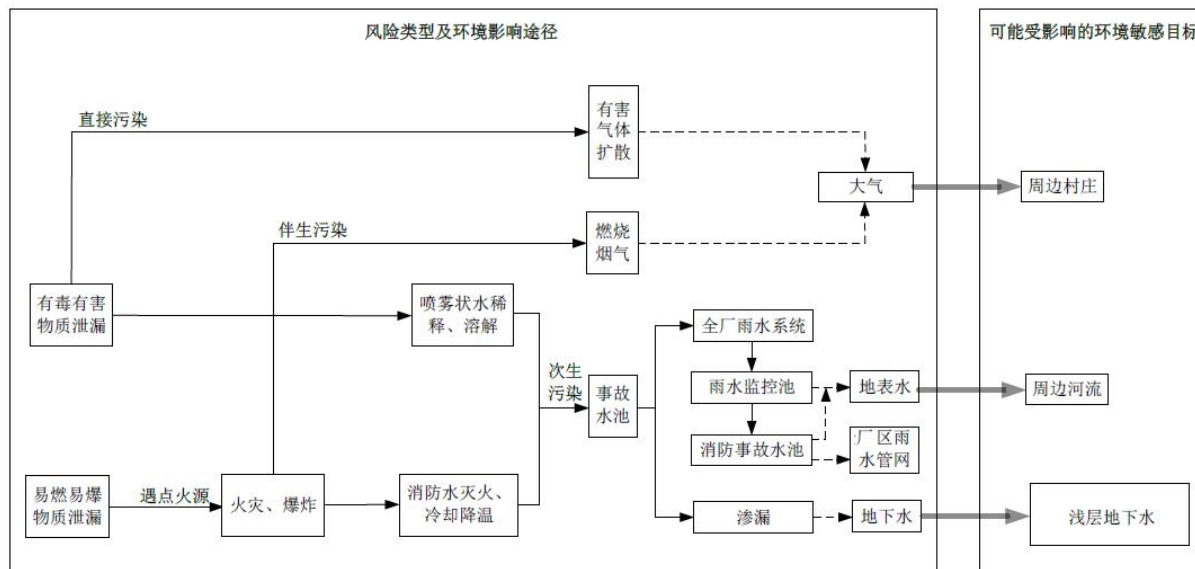 风险类型及环境影响途径
可能受影响的环境敏感目标
直接污染
有害
气体
扩散
大气
周边村庄
伴生污染
燃烧
烟气
有毒有害
物质泄漏
喷雾状水稀
释、溶解
次生
污染
事故
水池
全厂雨水系统
雨水监控池
地表水
周边河流
消防事故水池
厂区雨
水管网
易燃易爆
物质泄漏
遇点火源
火灾、爆炸
消防水灭火、
冷却降温
渗漏
地下水
浅层地下水